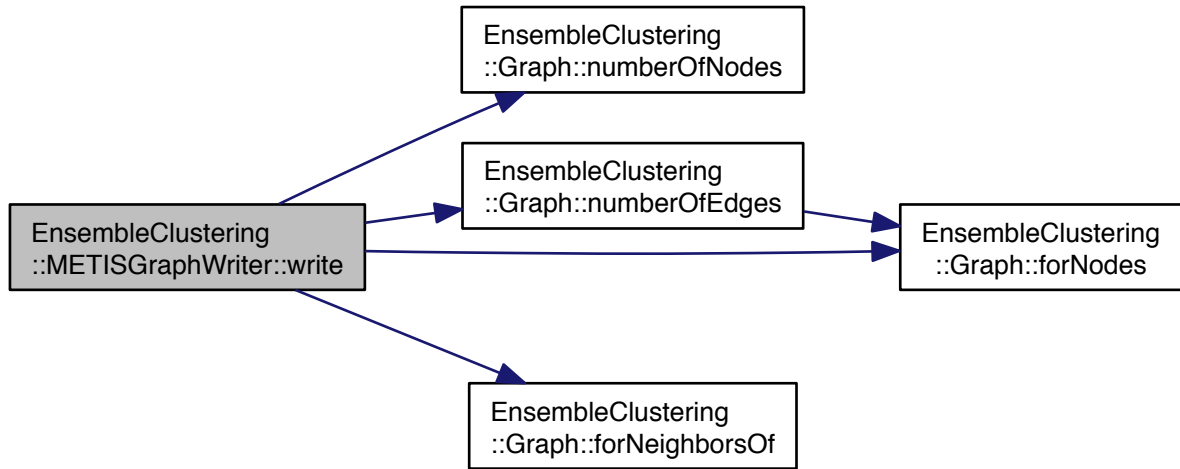 EnsembleClustering
::Graph::numberOfNodes
EnsembleClustering
::Graph::numberOfEdges
EnsembleClustering
::METISGraphWriter::write
EnsembleClustering
::Graph::forNodes
EnsembleClustering
::Graph::forNeighborsOf